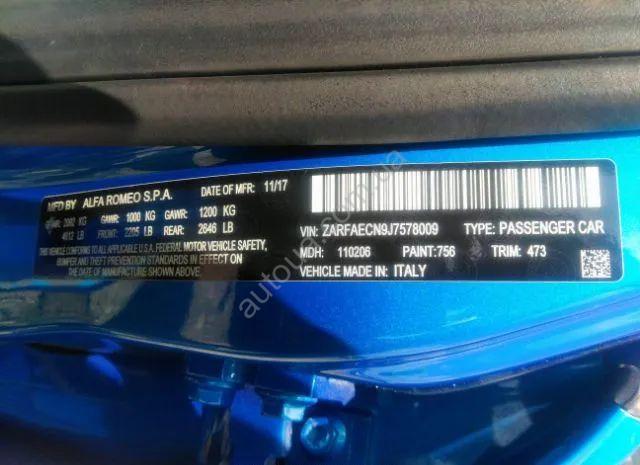 MFD BY ALFA ROMEO S.P.A. DATE OF MFR: 11/17
GAWR: 1000 KG GAWR: 1200 KG
4612 LB FRONT: 2205 LB REAR: 2646 LB
THIS VEHICLE CONFORMS TO ALL APPLICABLE U.S.A. FEDERAL MOTOR VEHICLE SAFETY,
BUMPER AND THEFT PREVENTION STANDARDS IN EFFECT ON
THE DATE OF MANUFACTURE SHOWN ABOVE.
VIN: ZARFAECN9J7578009 TYPE: PASSENGER CAR
MDH: 110206 PAINT:756 TRIM: 473
VEHICLE MADE IN: ITALY
autoua.com.ua